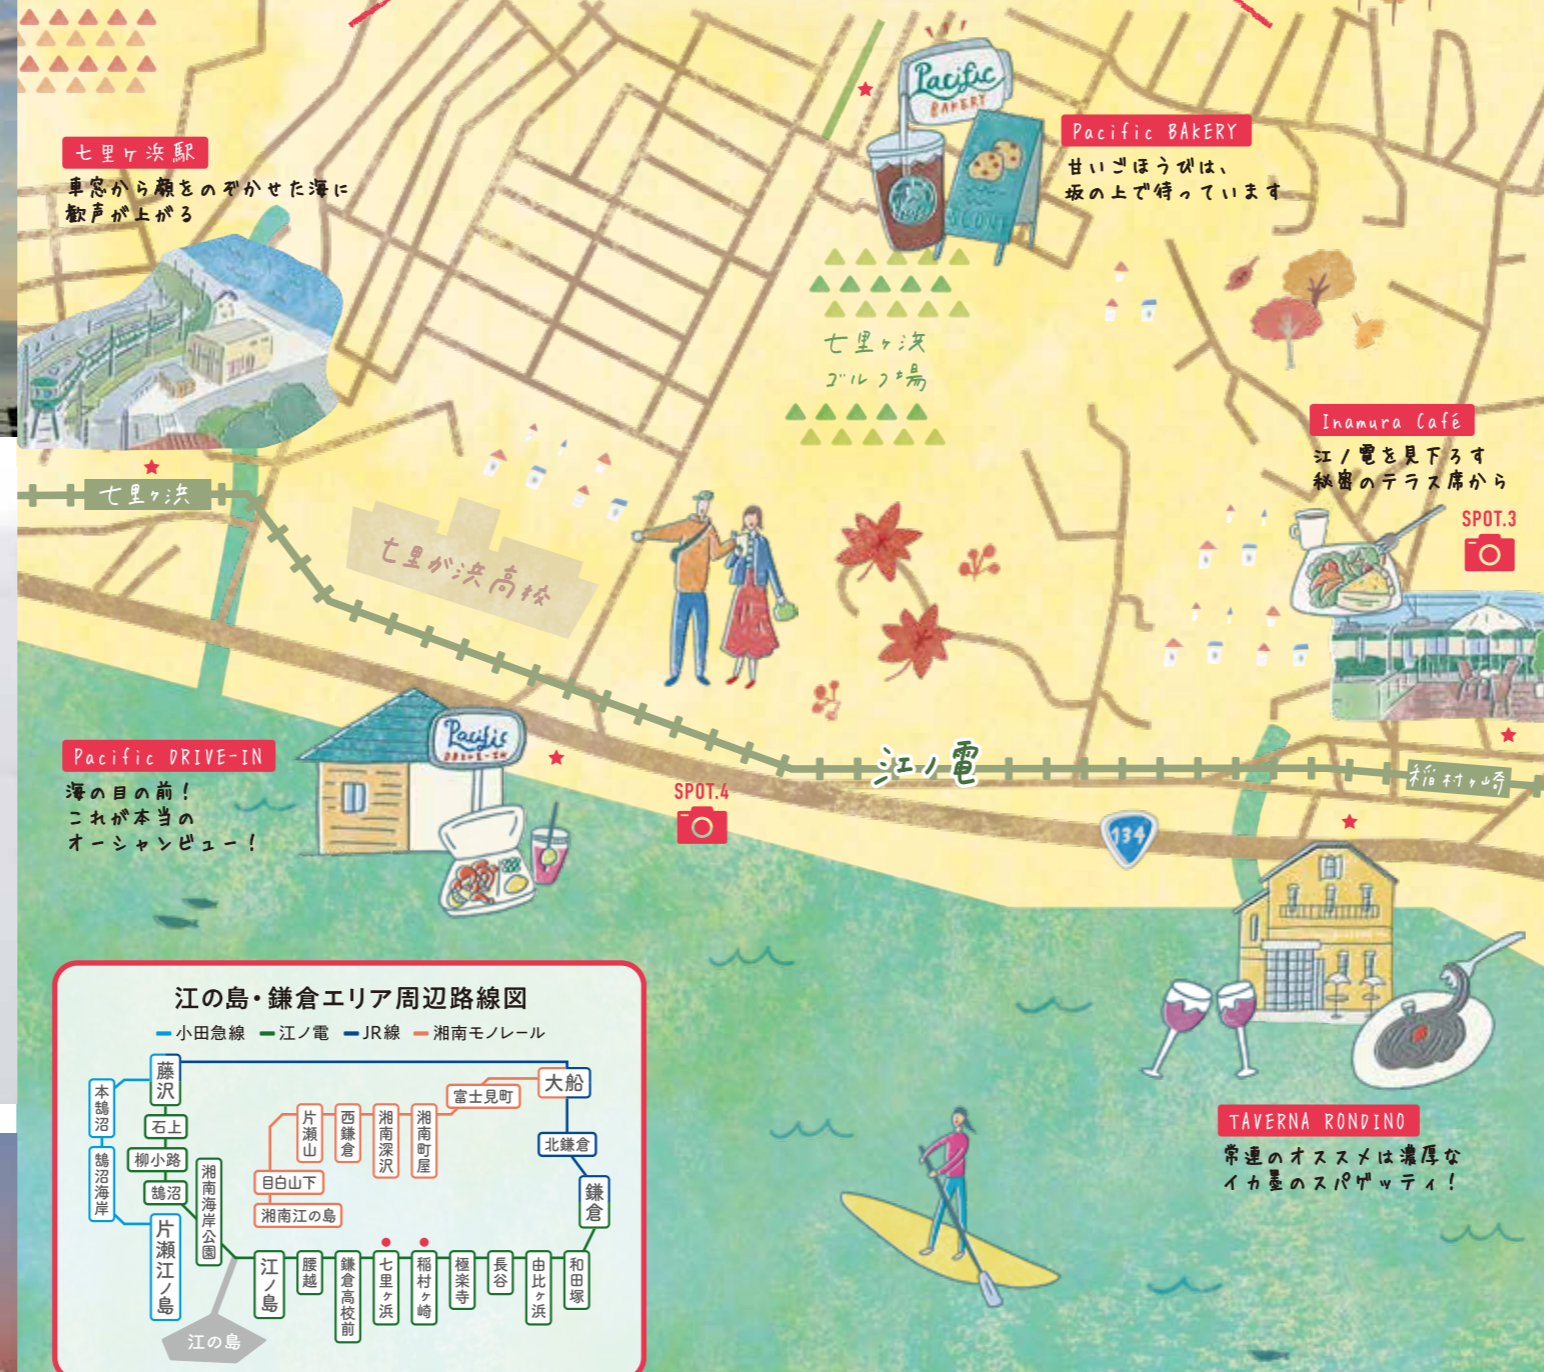 Pacific
BAKERY
Pacific BAKERY
甘いごほうびは、
坂の上で待っています
七里ヶ浜駅
車窓から顔をのぞかせた海に
歓声が上がる
七里ヶ浜
ゴルフ場
Inamura Café
江ノ電を見下ろす
秘密のテラス席から
SPOT.3
七里ヶ浜
七里が浜高校
Pacific DRIVE-IN
海の目の前!
これが本当の
オーシャンビュー!
Pacific
DRIVE-IN
SPOT.4
江ノ電
稲村ヶ崎
134
TAVERNA RONDINO
常連のオススメは濃厚な
イカ墨のスパゲッティ!
江の島・鎌倉エリア周辺路線図
小田急線 江ノ電 JR線 湘南モノレール
藤沢
本鵠沼
鵠沼海岸
片瀬江ノ島
石上
柳小路
鵠沼
湘南海岸公園
江ノ島
腰越
鎌倉高校前
七里ヶ浜
稲村ヶ崎
極楽寺
長谷
由比ヶ浜
和田塚
鎌倉
北鎌倉
大船
富士見町
湘南町屋
湘南深沢
西鎌倉
片瀬山
目白山下
湘南江の島
江の島